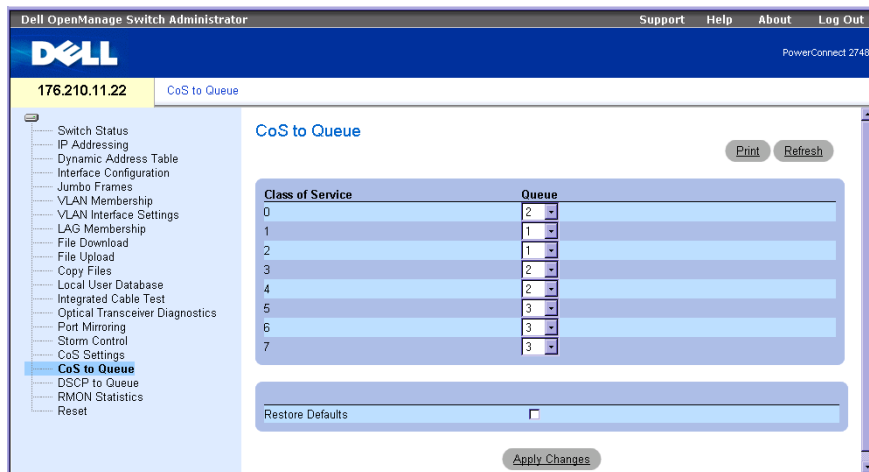 Dell OpenManage Switch Administrator
Support Help About Log Out
DELL
PowerConnect 2748
176.210.11.22
CoS to Queue
Switch Status
IP Addressing
Dynamic Address Table
Interface Configuration
Jumbo Frames
VLAN Membership
VLAN Interface Settings
LAG Membership
File Download
File Upload
Copy Files
Local User Database
Integrated Cable Test
Optical Transceiver Diagnostics
Port Mirroring
Storm Control
CoS Settings
CoS to Queue
DSCP to Queue
RMON Statistics
Reset
CoS to Queue
Print Refresh
Class of Service Queue
0 2
1 1
2 1
3 2
4 2
5 3
6 3
7 3
Restore Defaults
Apply Changes